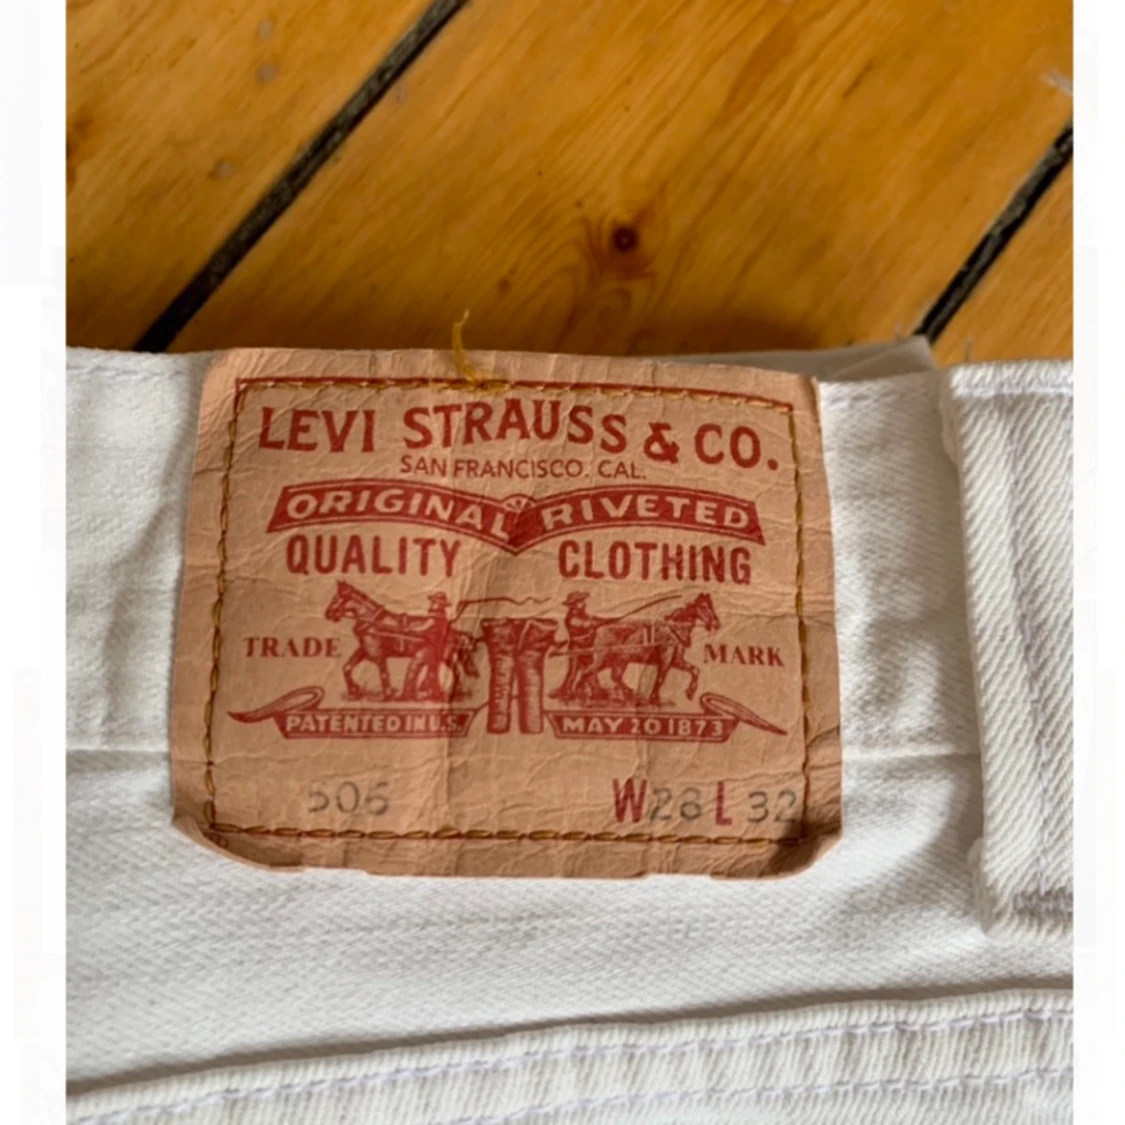 LEVI STRAUSS & CO.
SAN FRANCISCO. CAL.
ORIGINAL RIVETED
QUALITY CLOTHING
TRADE MARK
PATENTED IN U.S. MAY 20 1873
506 W28 L 32